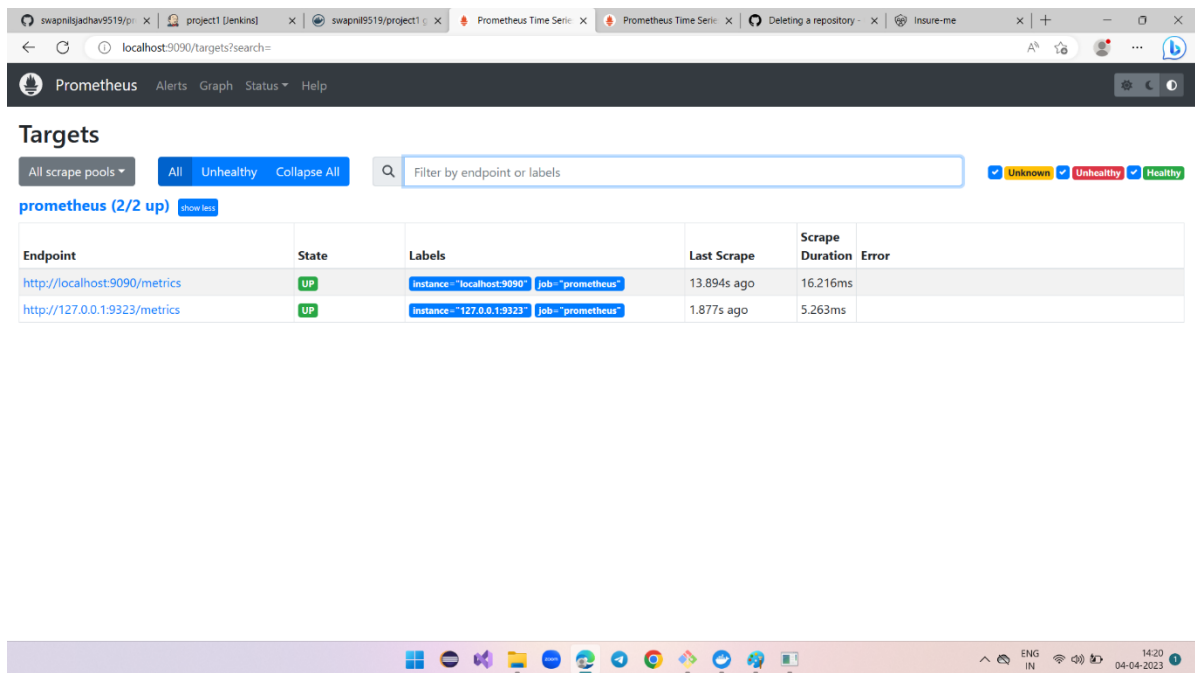 swapnilsjadhav9519/pr
project1 [Jenkins]
swapnil9519/project1
Prometheus Time Serie
Prometheus Time Serie
Deleting a repository -
Insure-me
localhost:9090/targets?search=
Prometheus Alerts Graph Status Help
Targets
All scrape pools
All Unhealthy Collapse All
Filter by endpoint or labels
Unknown Unhealthy Healthy
prometheus (2/2 up) show less
Scrape
Endpoint State Labels Last Scrape Duration Error
http://localhost:9090/metrics UP instance="localhost:9090" job="prometheus" 13.894s ago 16.216ms
http://127.0.0.1:9323/metrics UP instance="127.0.0.1:9323" job="prometheus" 1.877s ago 5.263ms
zoom
ENG 14:20
IN 04-04-2023 1